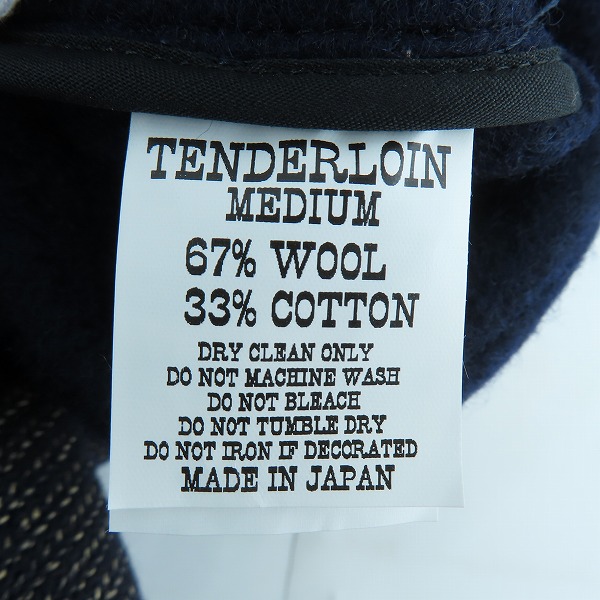 TENDERLOIN
MEDIUM
67% WOOL
33% COTTON
DRY CLEAN ONLY
DO NOT MACHINE WASH
DO NOT BLEACH
DO NOT TUMBLE DRY
DO NOT IRON IF DECORATED
MADE IN JAPAN